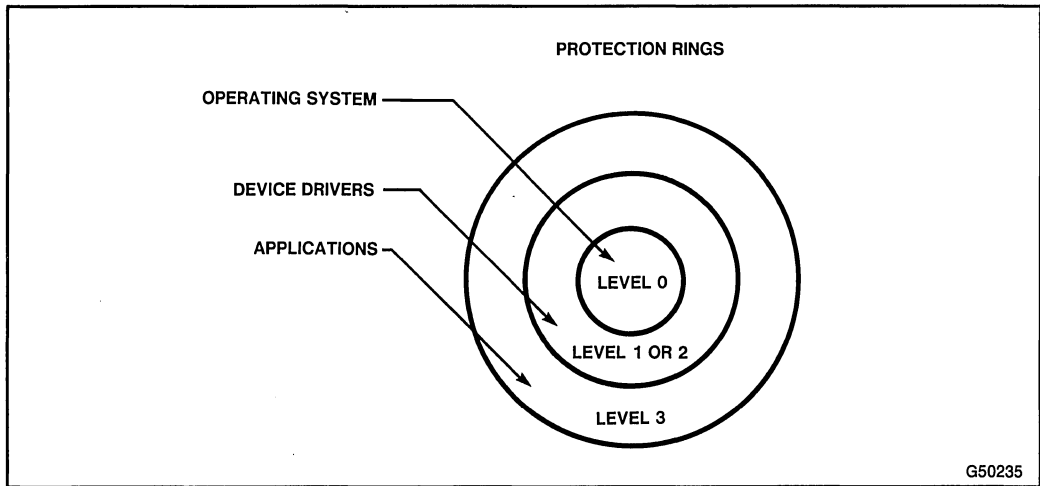 PROTECTION RINGS
OPERATING SYSTEM
DEVICE DRIVERS
APPLICATIONS
LEVEL 0
LEVEL 1 OR 2
LEVEL 3
G50235